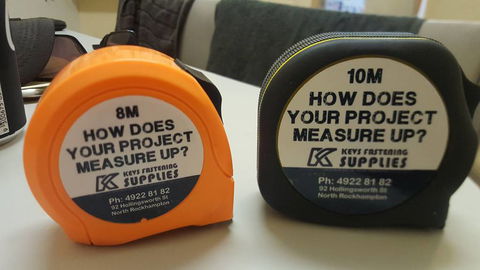 8M
HOW DOES
YOUR PROJECT
MEASURE UP?
KEYS FASTENING
SUPPLIES
Ph: 4922 81 82
92 Hollingsworth St
North Rockhampton
10M
HOW DOES
YOUR PROJECT
MEASURE UP?
KEYS FASTENING
SUPPLIES
Ph: 4922 81 82
92 Hollingsworth St
North Rockhampton